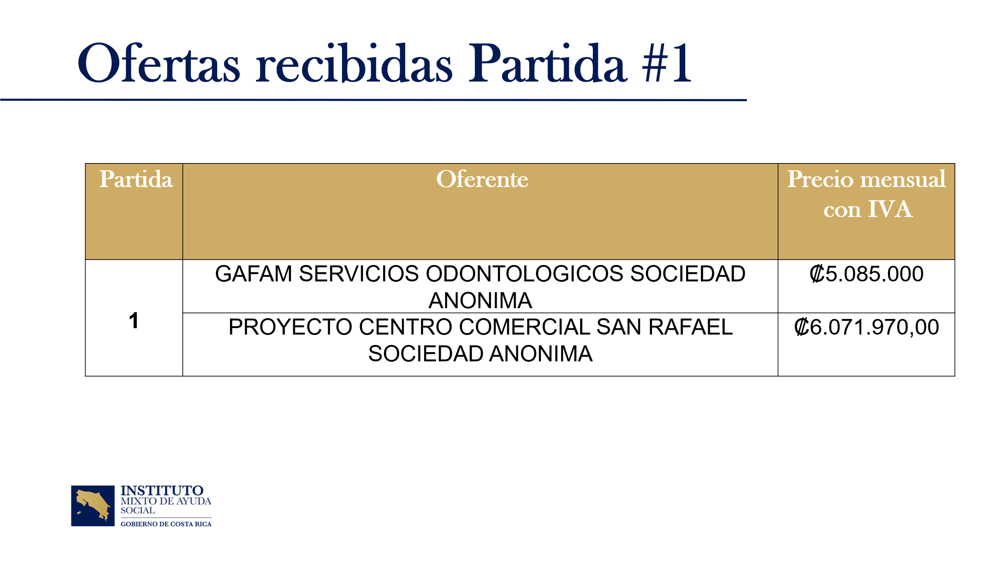 Ofertas recibidas Partida #1
Partida
Oferente
Precio mensual
con IVA
1
GAFAM SERVICIOS ODONTOLOGICOS SOCIEDAD
ANONIMA
₡5.085.000
PROYECTO CENTRO COMERCIAL SAN RAFAEL
SOCIEDAD ANONIMA
₡6.071.970,00
INSTITUTO
MIXTO DE AYUDA
SOCIAL
GOBIERNO DE COSTA RICA